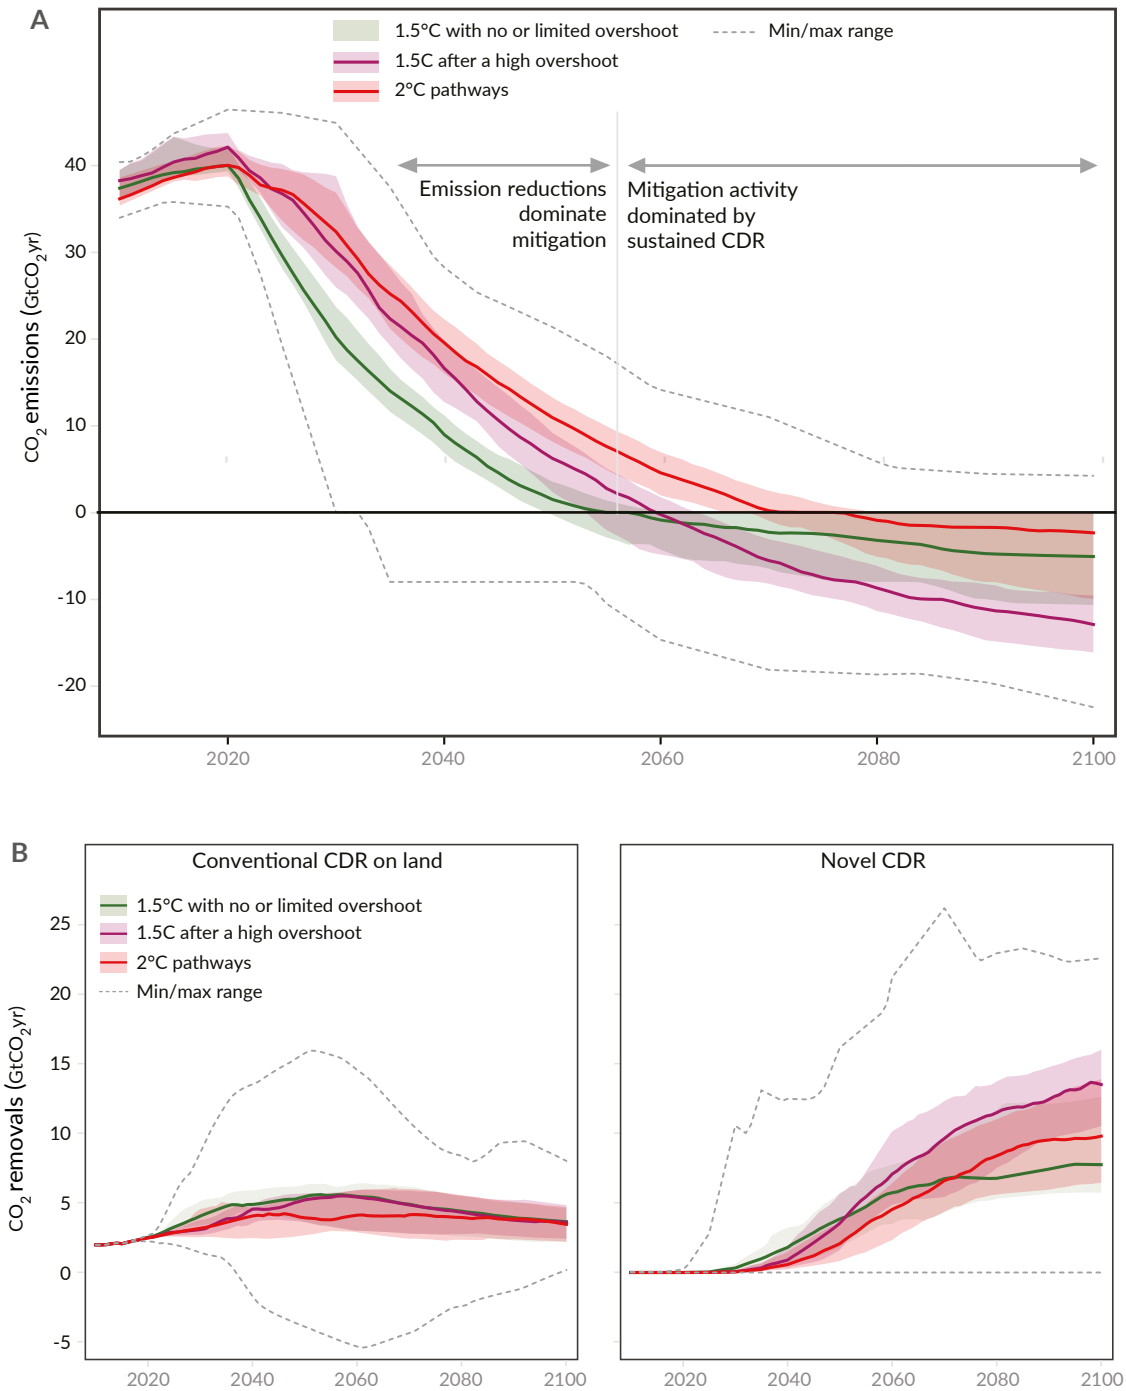 A
1.5°C with no or limited overshoot
Min/max range
1.5C after a high overshoot
2°C pathways
Emission reductions
dominate
mitigation
Mitigation activity
dominated by
sustained CDR
CO2 emissions (GtCO2yr)
40
30
20
10
0
-10
-20
2020
2040
2060
2080
2100
B
Conventional CDR on land
1.5°C with no or limited overshoot
1.5C after a high overshoot
2°C pathways
Min/max range
CO2 removals (GtCO2yr)
25
20
15
10
5
0
-5
2020
2040
2060
2080
2100
Novel CDR
2020
2040
2060
2080
2100